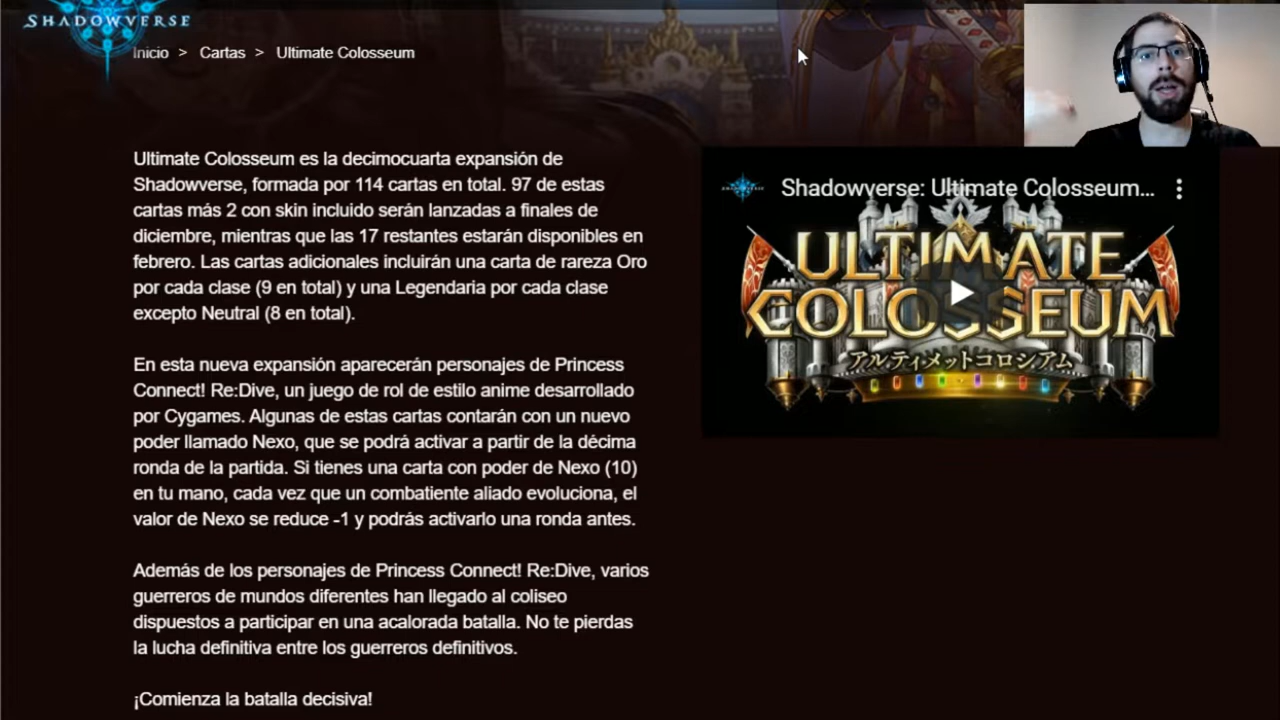 SHADOWVERSE
Inicio > Cartas > Ultimate Colosseum
Ultimate Colosseum es la decimocuarta expansión de
Shadowverse, formada por 114 cartas en total. 97 de estas
cartas más 2 con skin incluido serán lanzadas a finales de
diciembre, mientras que las 17 restantes estarán disponibles en
febrero. Las cartas adicionales incluirán una carta de rareza Oro
por cada clase (9 en total) y una Legendaria por cada clase
excepto Neutral (8 en total).
En esta nueva expansión aparecerán personajes de Princess
Connect! Re:Dive, un juego de rol de estilo anime desarrollado
por Cygames. Algunas de estas cartas contarán con un nuevo
poder llamado Nexo, que se podrá activar a partir de la décima
ronda de la partida. Si tienes una carta con poder de Nexo (10)
en tu mano, cada vez que un combatiente aliado evoluciona, el
valor de Nexo se reduce -1 y podrás activarlo una ronda antes.
Además de los personajes de Princess Connect! Re:Dive, varios
guerreros de mundos diferentes han llegado al coliseo
dispuestos a participar en una acalorada batalla. No te pierdas
la lucha definitiva entre los guerreros definitivos.
¡Comienza la batalla decisiva!
Shadowverse: Ultimate Colosseum...
ULTIMATE
COLOSSEUM
アルティメットコロシアム